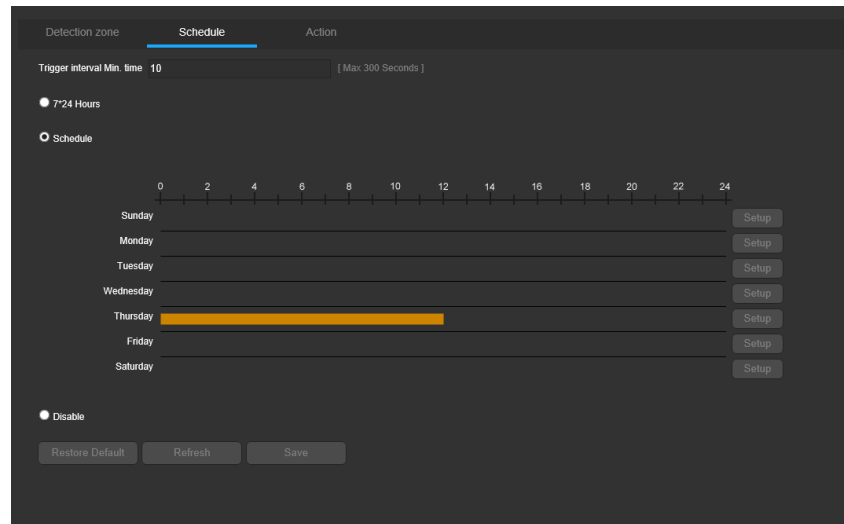 Detection zone Schedule Action
Trigger interval Min. time 10 [ Max 300 Seconds ]
7*24 Hours
Schedule
0 2 4 6 8 10 12 14 16 18 20 22 24
Sunday Setup
Monday Setup
Tuesday Setup
Wednesday Setup
Thursday Setup
Friday Setup
Saturday Setup
Disable
Restore Default Refresh Save